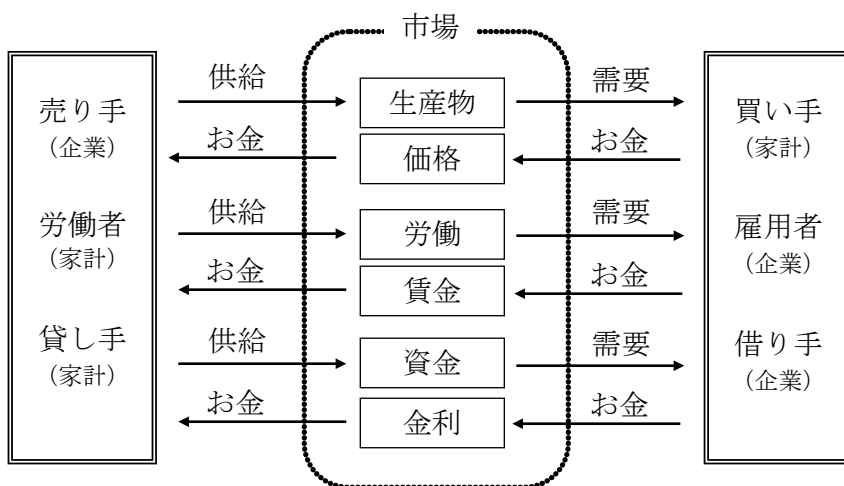 市場
供給
生産物
需要
売り手
(企業)
買い手
(家計)
お金
価格
お金
供給
労働
需要
労働者
(家計)
雇用者
(企業)
お金
賃金
お金
供給
資金
需要
貸し手
(家計)
借り手
(企業)
お金
金利
お金